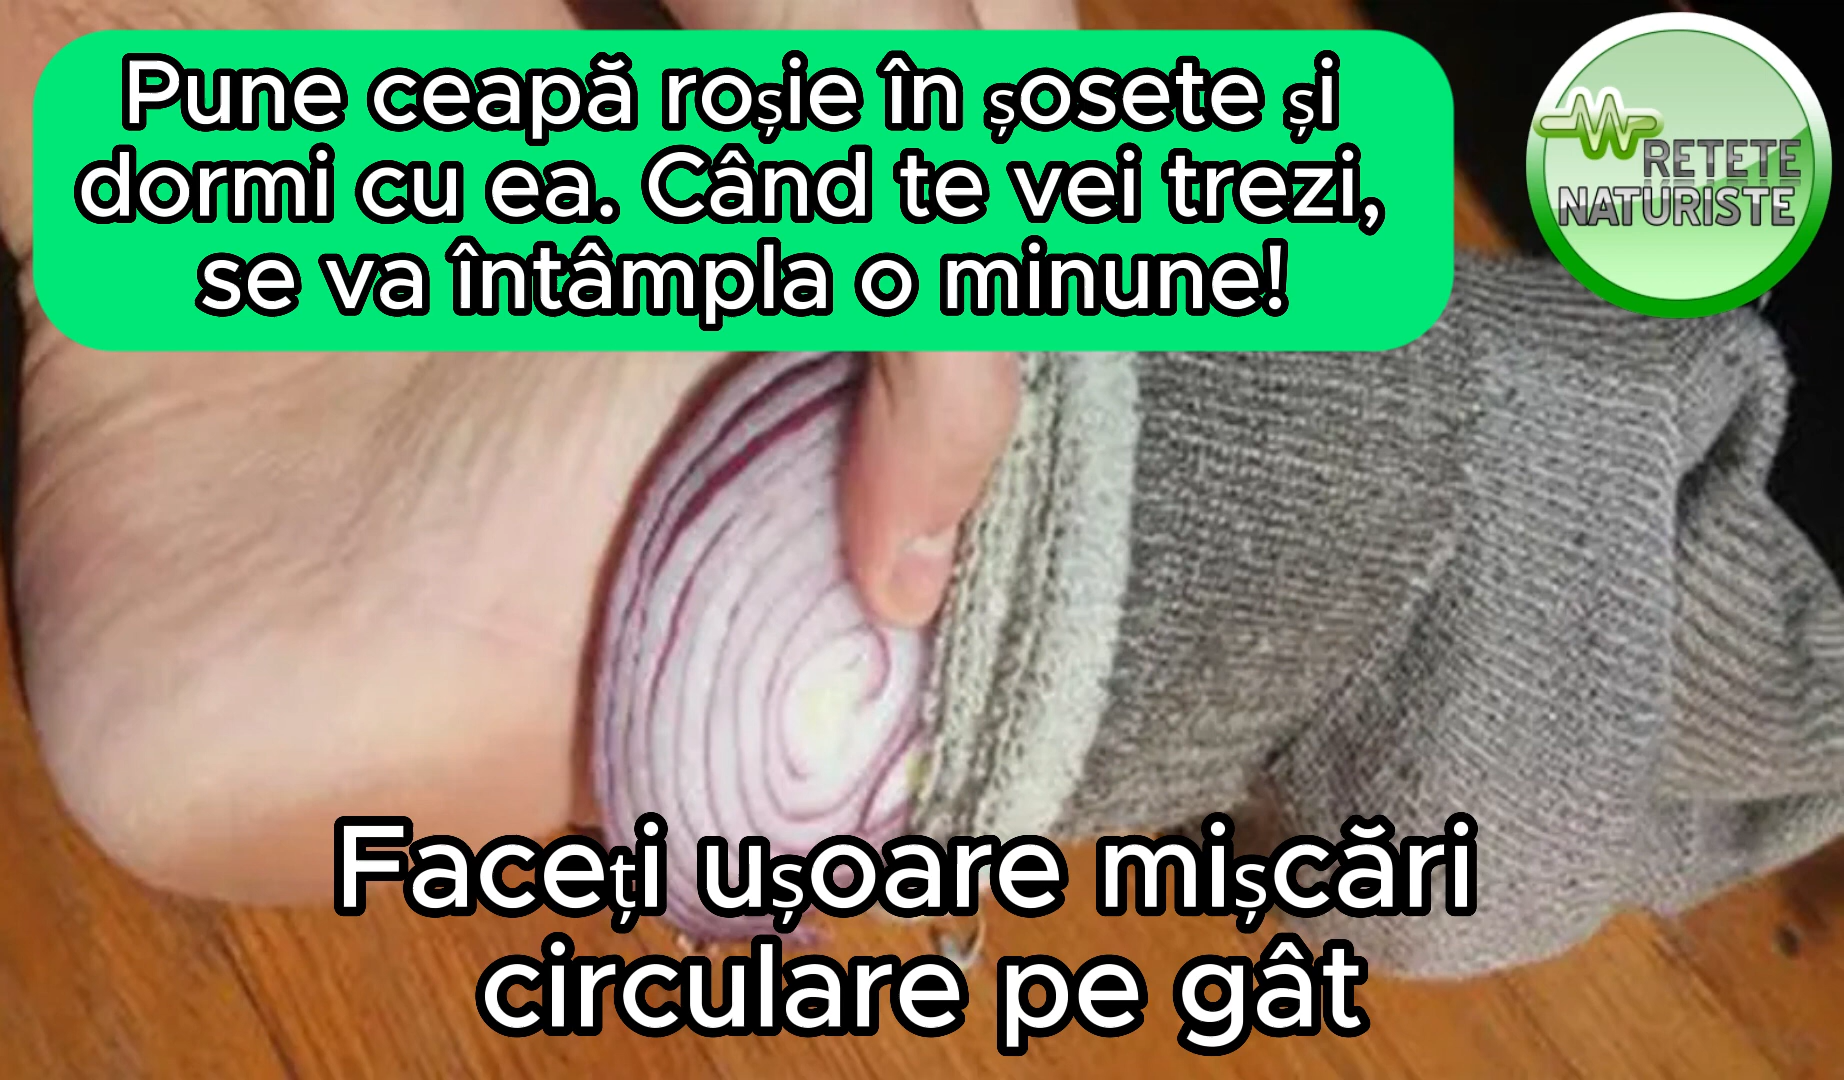 Pune ceapă roșie în șosete și
dormi cu ea. Când te vei trezi,
se va întâmpla o minune!
RETETE
NATURISTE
Faceți ușoare mișcări
circulare pe gât